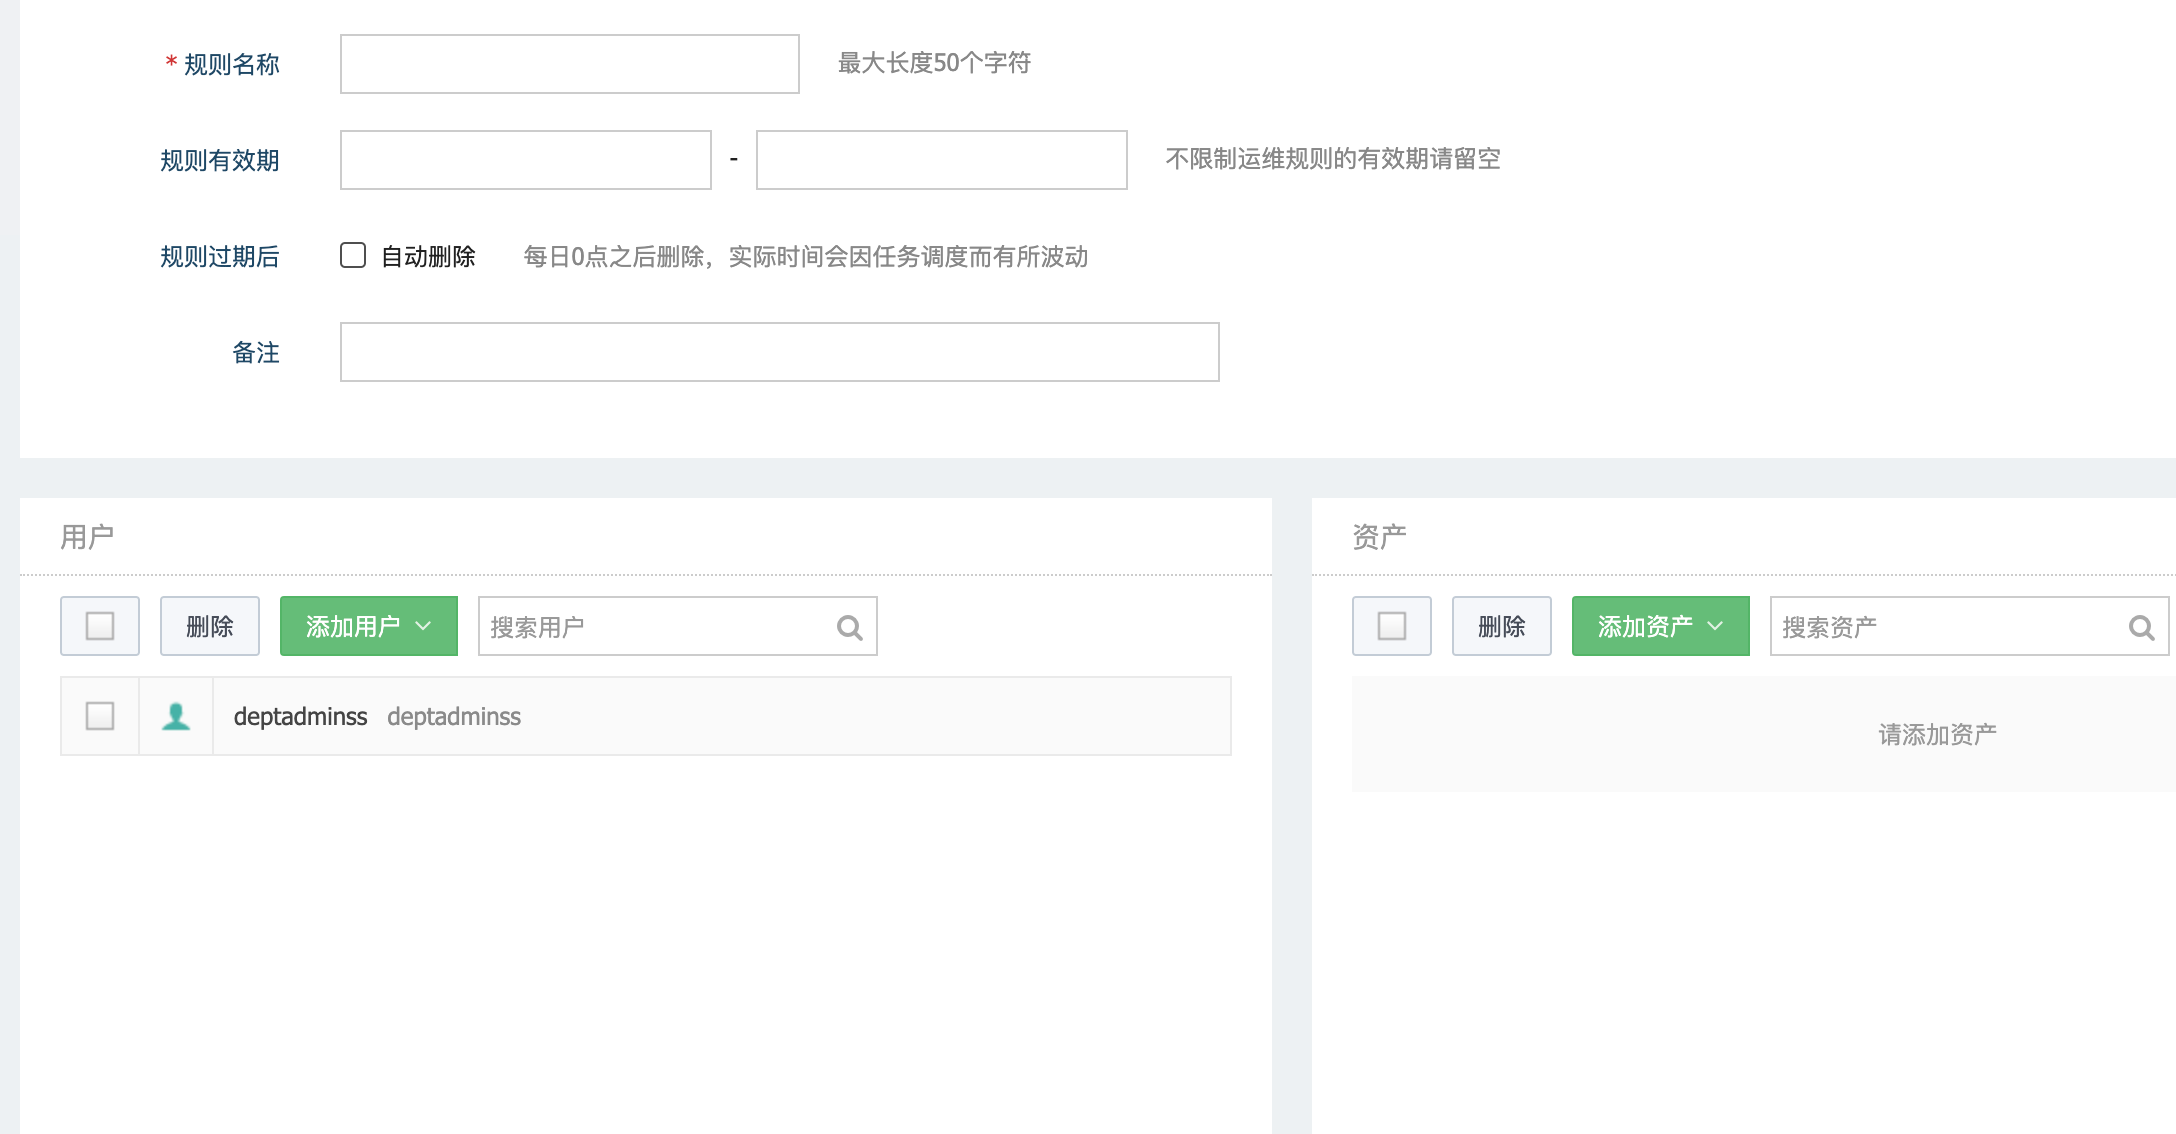 * 规则名称 最大长度50个字符
规则有效期 - 不限制运维规则的有效期请留空
规则过期后 自动删除 每日0点之后删除，实际时间会因任务调度而有所波动
备注
用户
删除 添加用户 搜索用户
deptadminss deptadminss
资产
删除 添加资产 搜索资产
请添加资产